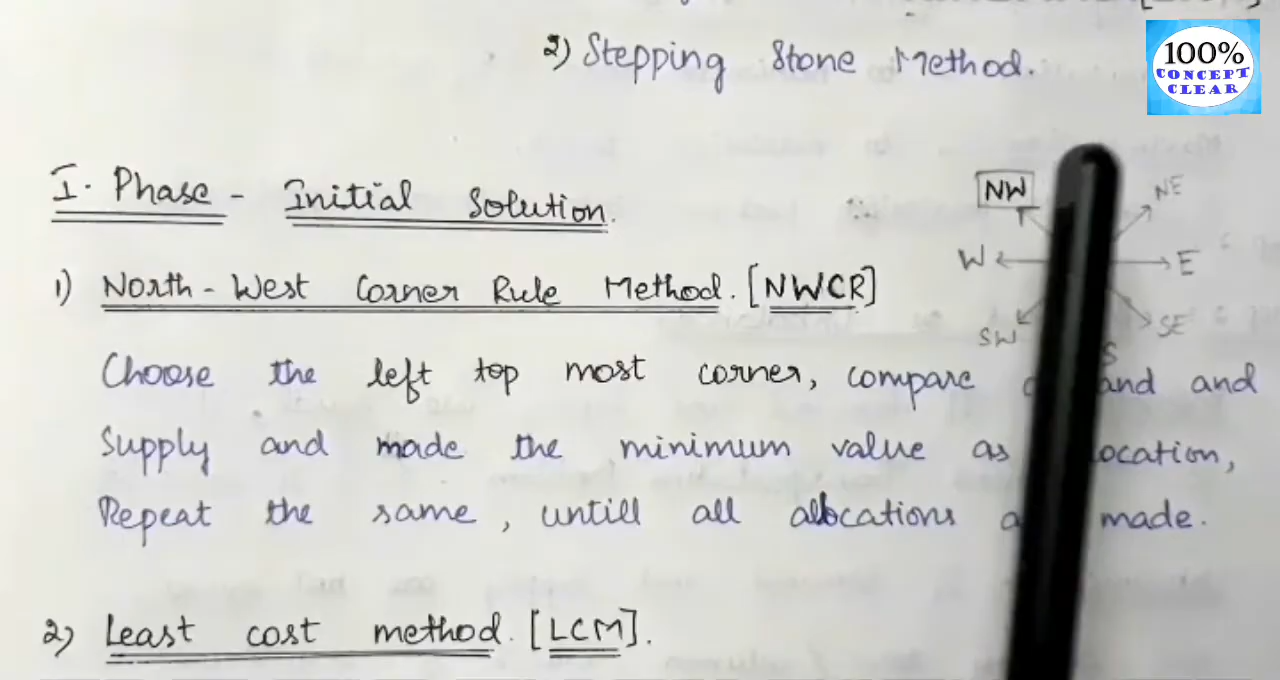 2) Stepping Stone Method.
100%
CONCEPT
CLEAR
I. Phase - Initial Solution.
NW NE
1) North - West Corner Rule Method. [NWCR]
W E
SW SE
S
Choose the left top most corner, compare and and
Supply and made the minimum value as location,
Repeat the same, untill all allocations a made.
2) Least cost method. [LCM].